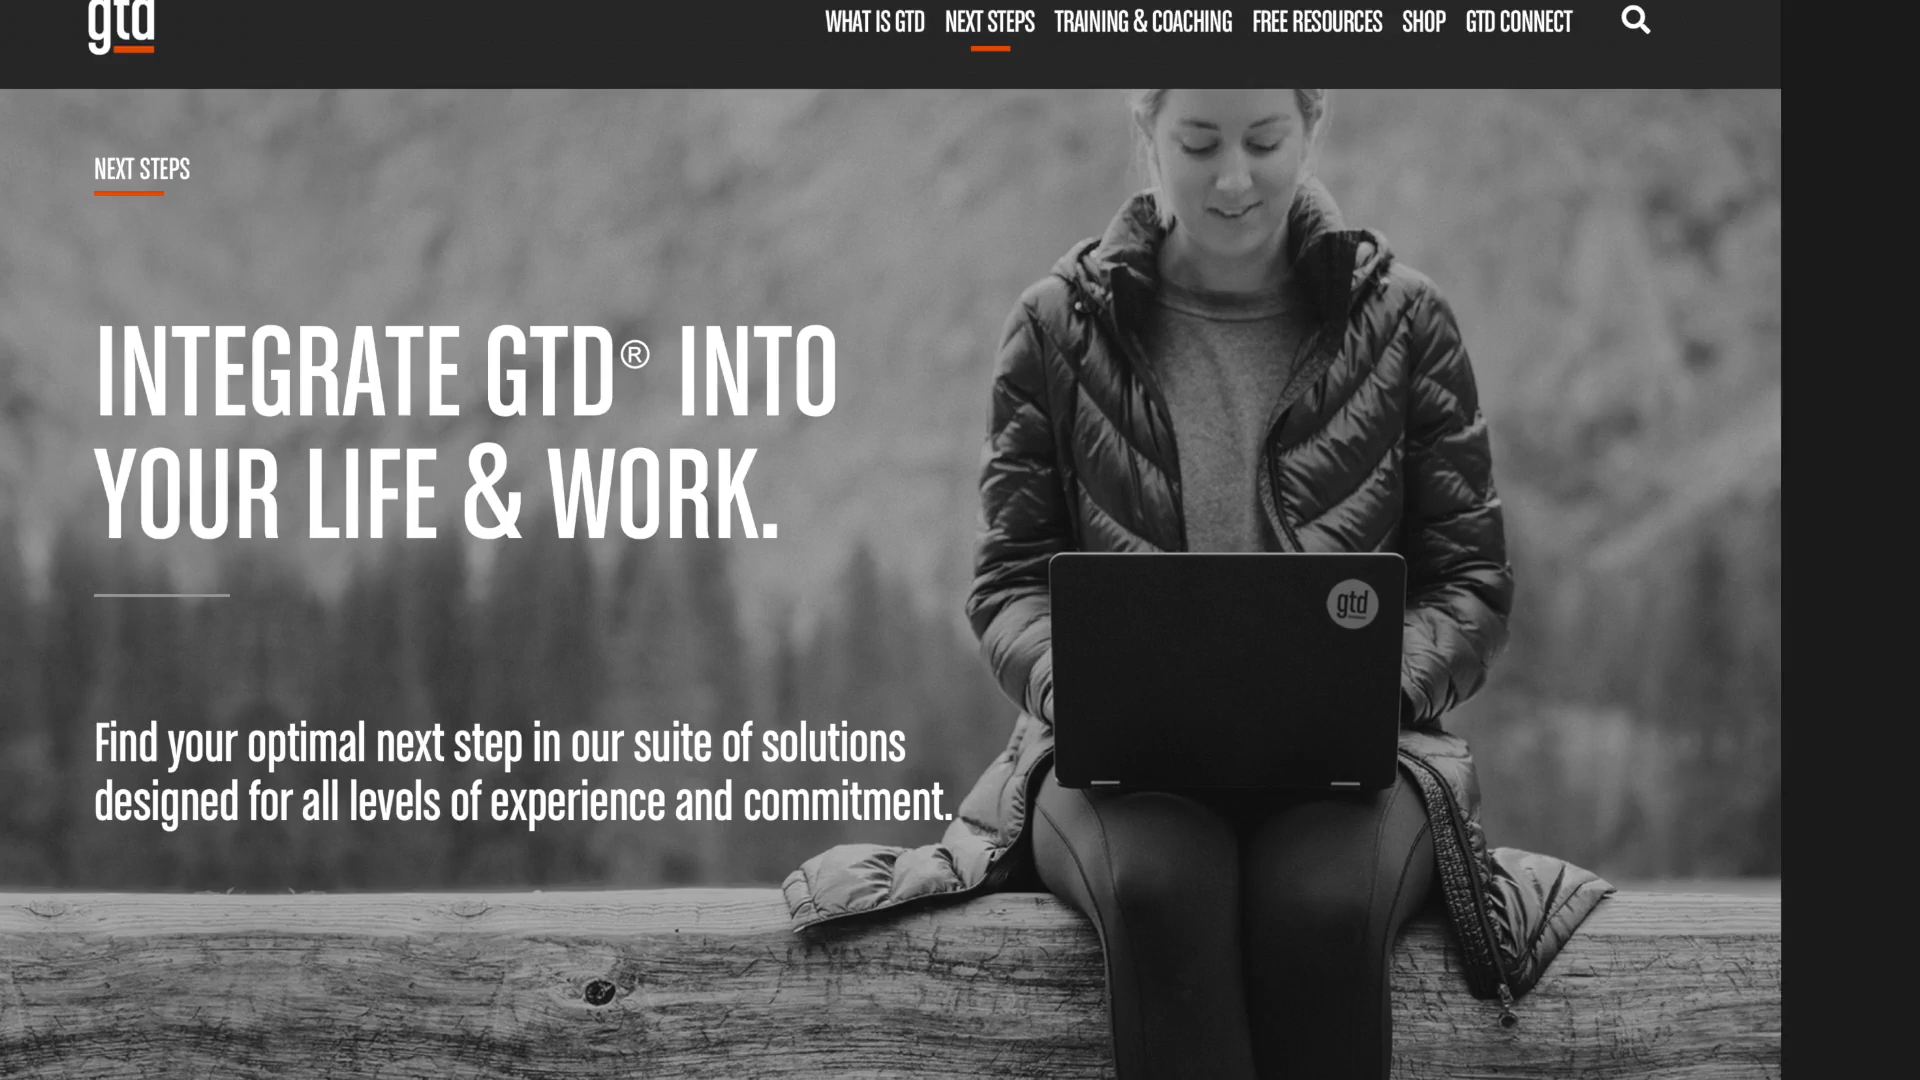 gtd
WHAT IS GTD NEXT STEPS TRAINING & COACHING FREE RESOURCES SHOP GTD CONNECT
NEXT STEPS
INTEGRATE GTD® INTO
YOUR LIFE & WORK.
gtd
Find your optimal next step in our suite of solutions
designed for all levels of experience and commitment.